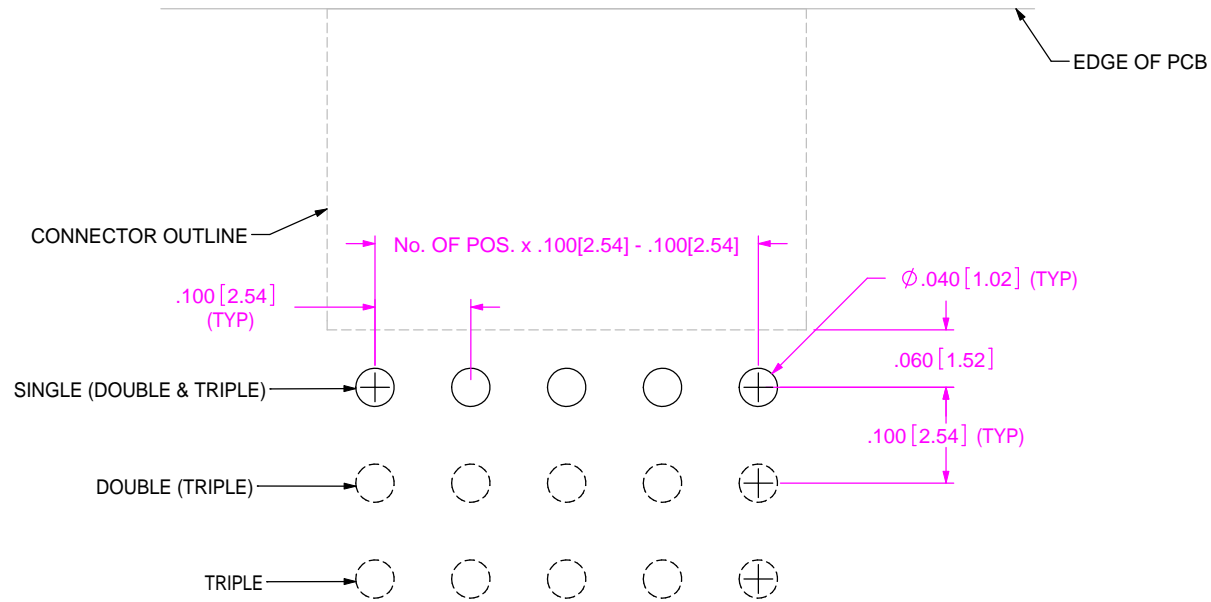 EDGE OF PCB
CONNECTOR OUTLINE
No. OF POS. x .100[2.54] - .100[2.54]
.100[2.54]
(TYP)
Ø.040[1.02] (TYP)
.060[1.52]
SINGLE (DOUBLE & TRIPLE)
.100[2.54] (TYP)
DOUBLE (TRIPLE)
TRIPLE